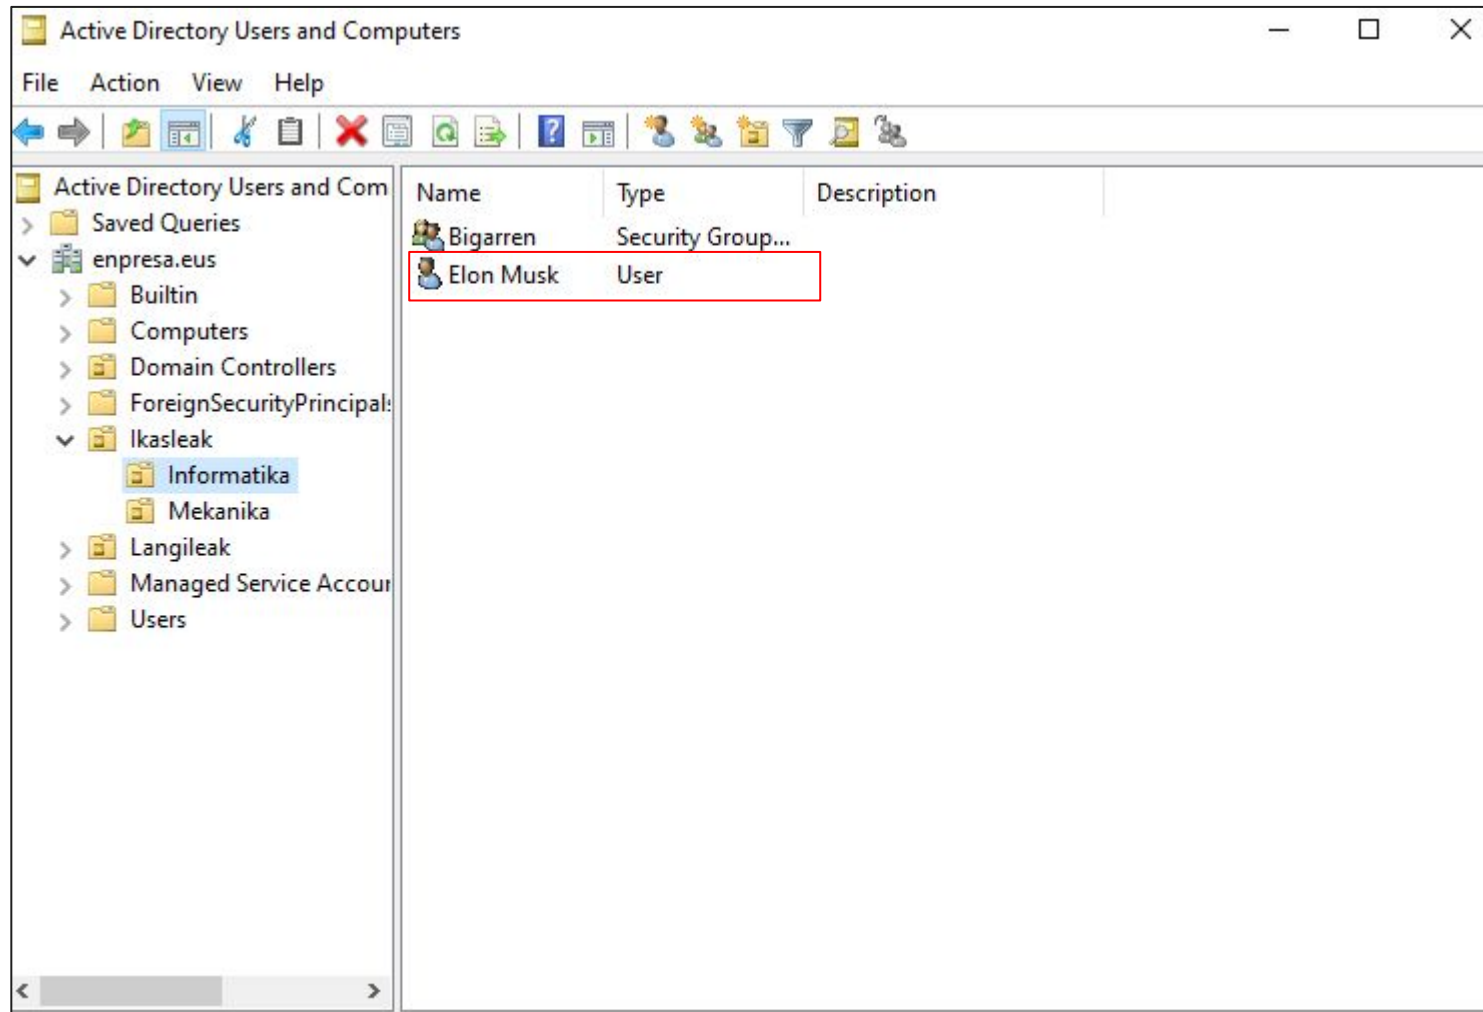 Active Directory Users and Computers
File Action View Help
Active Directory Users and Com
Saved Queries
enpresa.eus
Builtin
Computers
Domain Controllers
ForeignSecurityPrincipals
Ikasleak
Informatika
Mekanika
Langileak
Managed Service Accour
Users
Name Type Description
Bigarren Security Group...
Elon Musk User